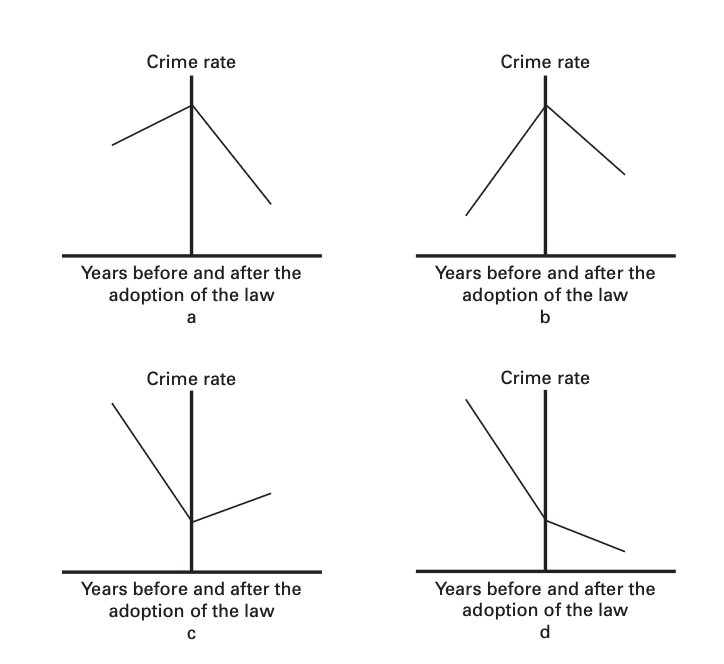 Crime rate
Years before and after the
adoption of the law
a
Crime rate
Years before and after the
adoption of the law
b
Crime rate
Years before and after the
adoption of the law
c
Crime rate
Years before and after the
adoption of the law
d